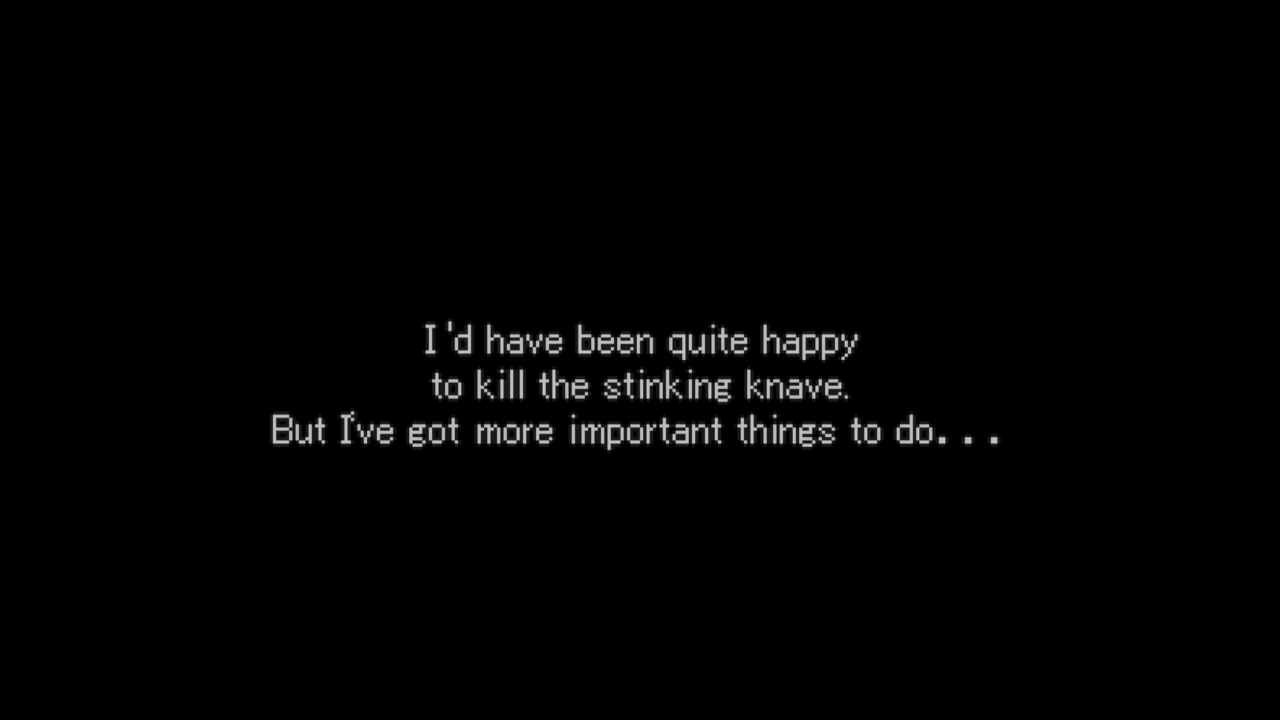 I'd have been quite happy
to kill the stinking knave.
But I've got more important things to do...